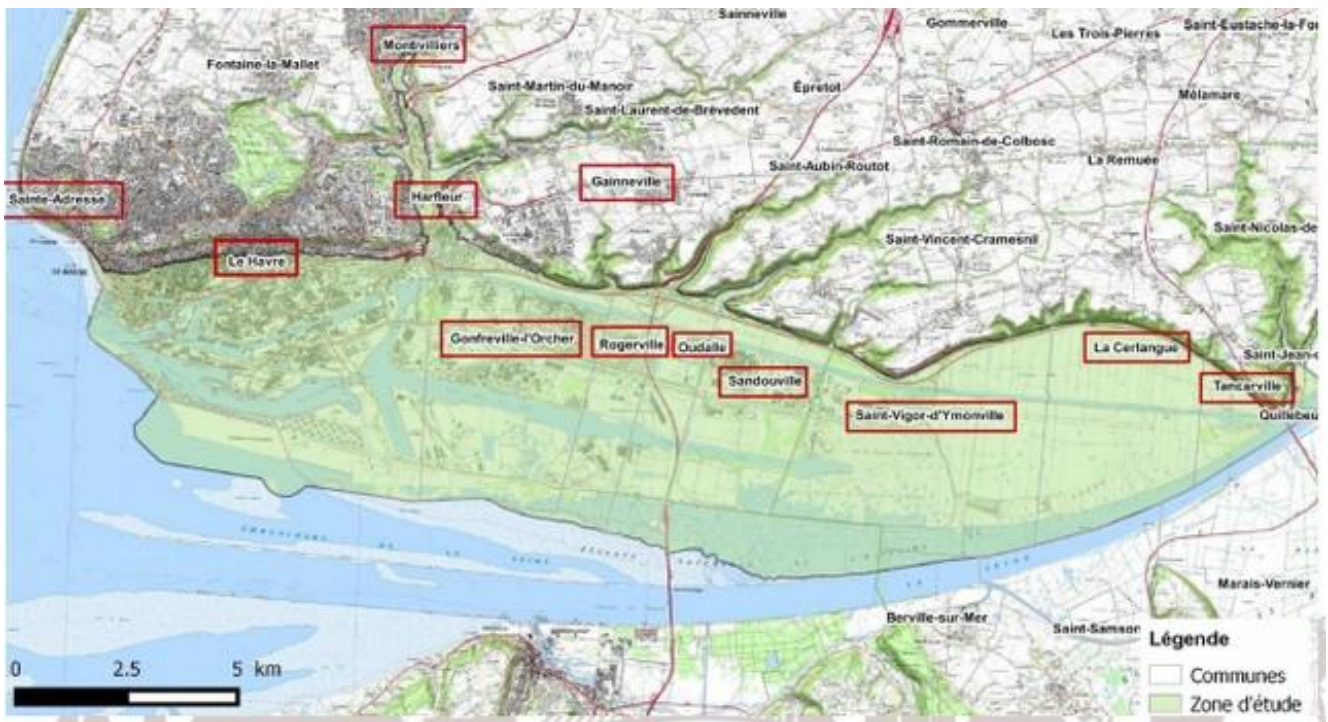 Sainneville
Gommerville
Saint-Eustache-la-For
Les Trois-Pierres
Montivilliers
Fontaine-la-Mallet
Saint-Martin-du-Manoir
Épretot
Mélamare
Saint-Laurent-de-Brèvedent
Saint-Romain-de-Colbosc
La Remuée
Saint-Aubin-Routot
Gainneville
Sainte-Adresse
Harfleur
Saint-Nicolas-de-
Saint-Vincent-Cramesnil
Le Havre
Gonfreville-l'Orcher
Rogerville
Oudalle
La Cerlangue
Saint-Jean-d
Sandouville
Tancarville
Saint-Vigor-d'Ymonville
Quillebeu
Marais-Vernier
Berville-sur-Mer
Saint-Samson
Légende
Communes
Zone d'étude
0 2.5 5 km